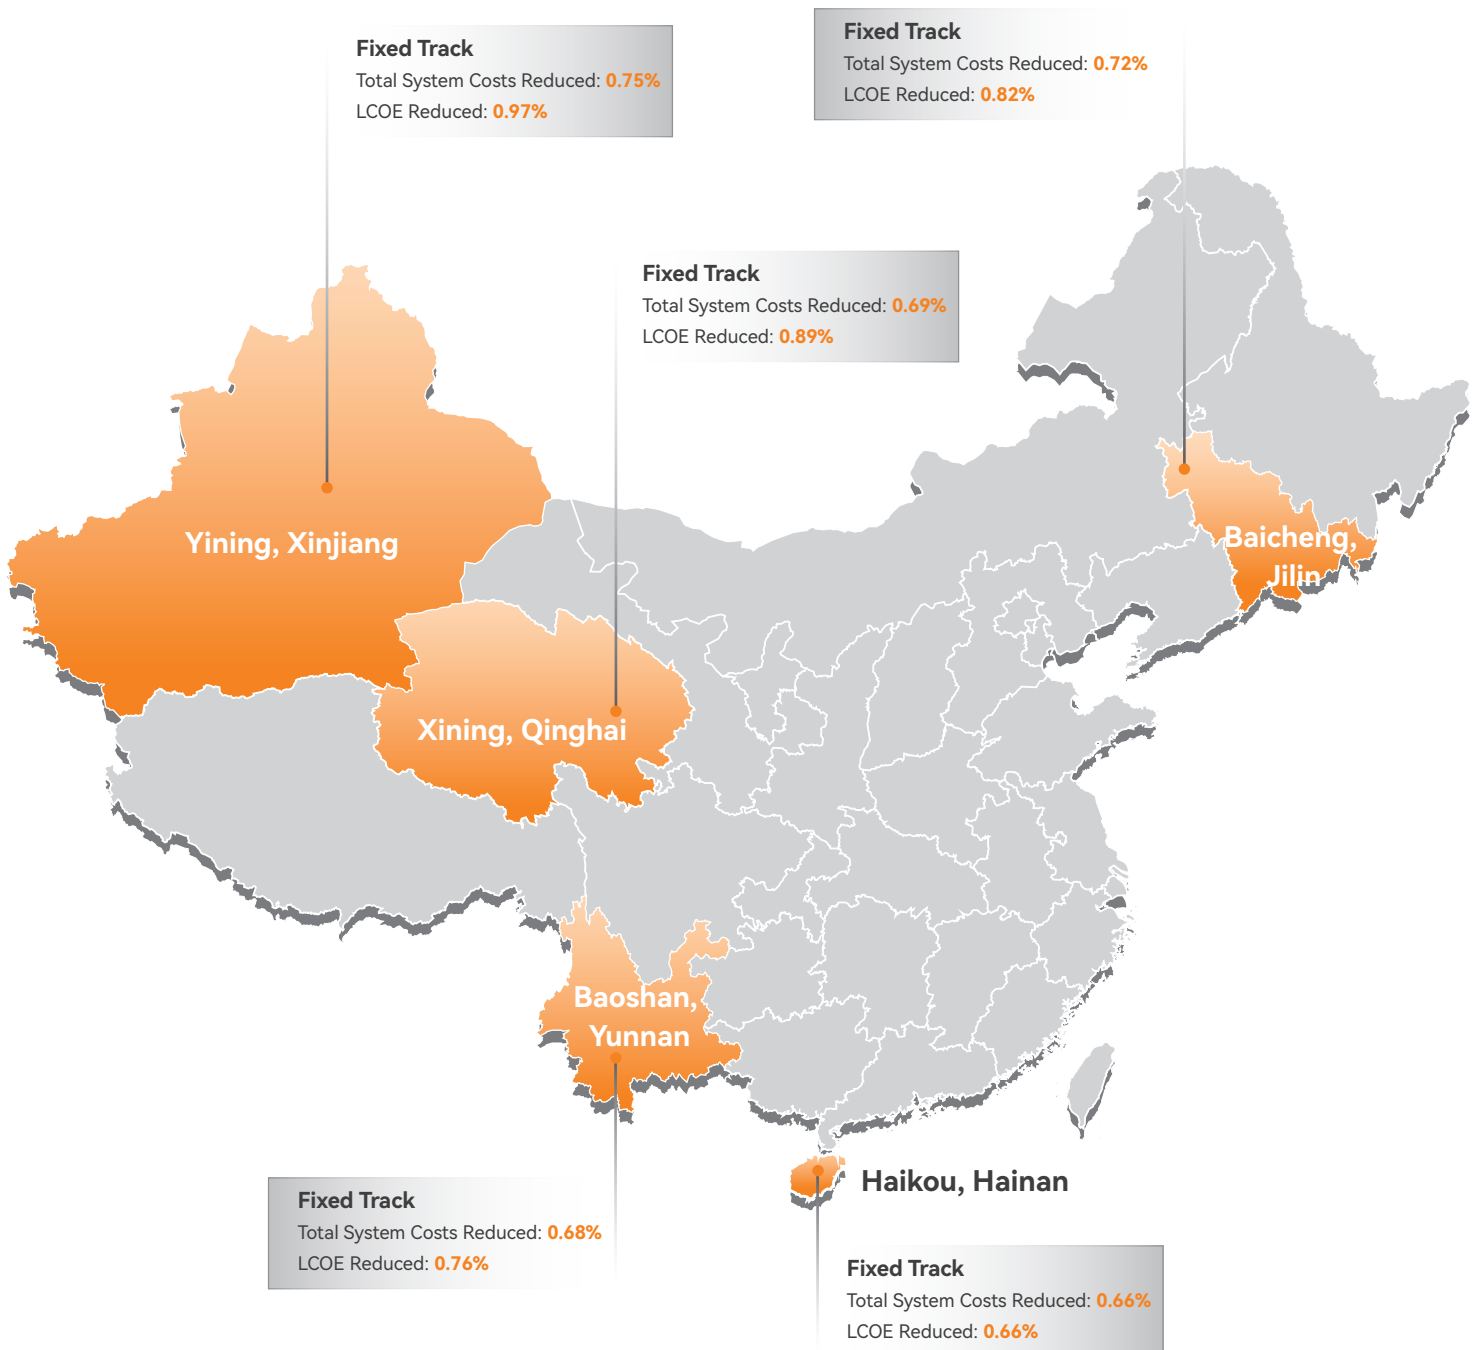 Fixed Track
Total System Costs Reduced: 0.75%
LCOE Reduced: 0.97%
Fixed Track
Total System Costs Reduced: 0.72%
LCOE Reduced: 0.82%
Fixed Track
Total System Costs Reduced: 0.69%
LCOE Reduced: 0.89%
Yining, Xinjiang
Baicheng,
Jilin
Xining, Qinghai
Baoshan,
Yunnan
Haikou, Hainan
Fixed Track
Total System Costs Reduced: 0.68%
LCOE Reduced: 0.76%
Fixed Track
Total System Costs Reduced: 0.66%
LCOE Reduced: 0.66%